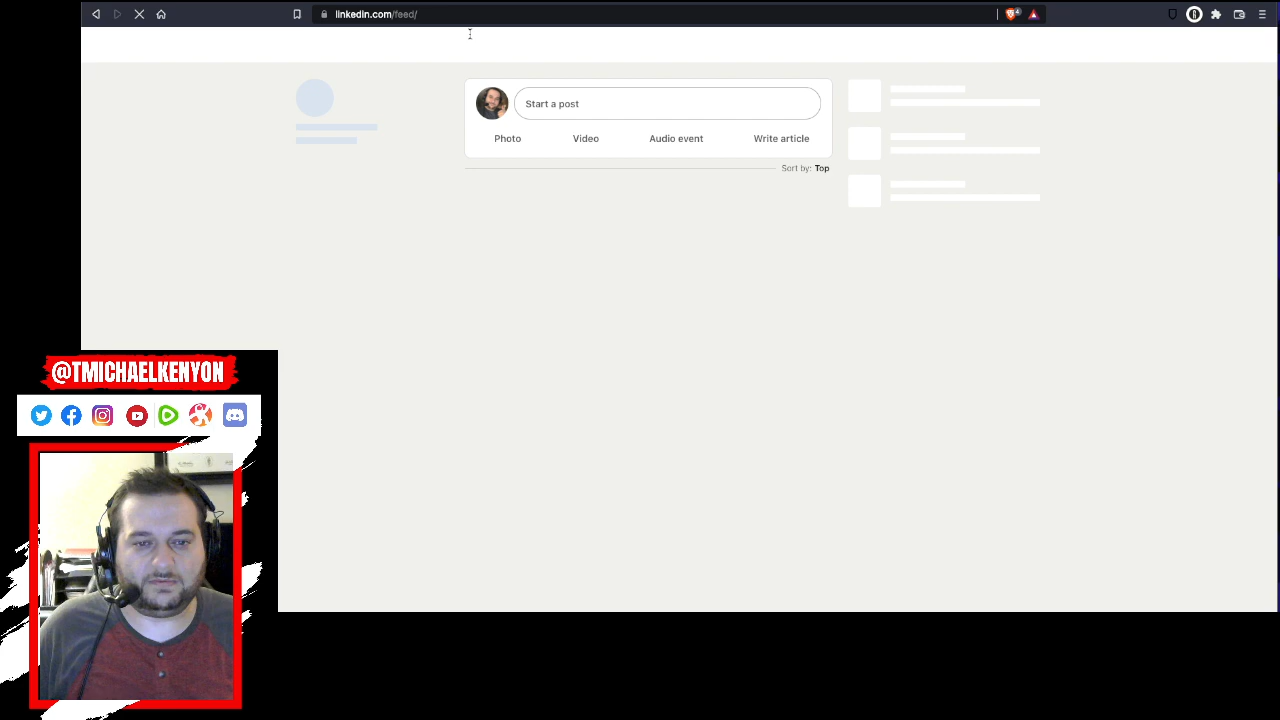 linkedin.com/feed/
Start a post
Photo Video Audio event Write article
Sort by: Top
@TMICHAELKENYON